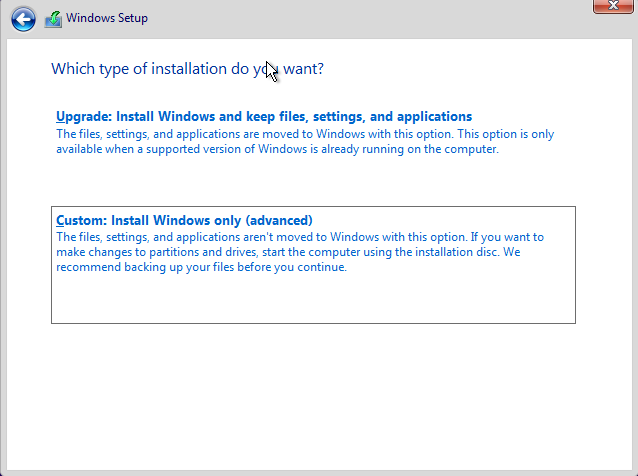 Windows Setup
Which type of installation do you want?
Upgrade: Install Windows and keep files, settings, and applications
The files, settings, and applications are moved to Windows with this option. This option is only
available when a supported version of Windows is already running on the computer.
Custom: Install Windows only (advanced)
The files, settings, and applications aren't moved to Windows with this option. If you want to
make changes to partitions and drives, start the computer using the installation disc. We
recommend backing up your files before you continue.